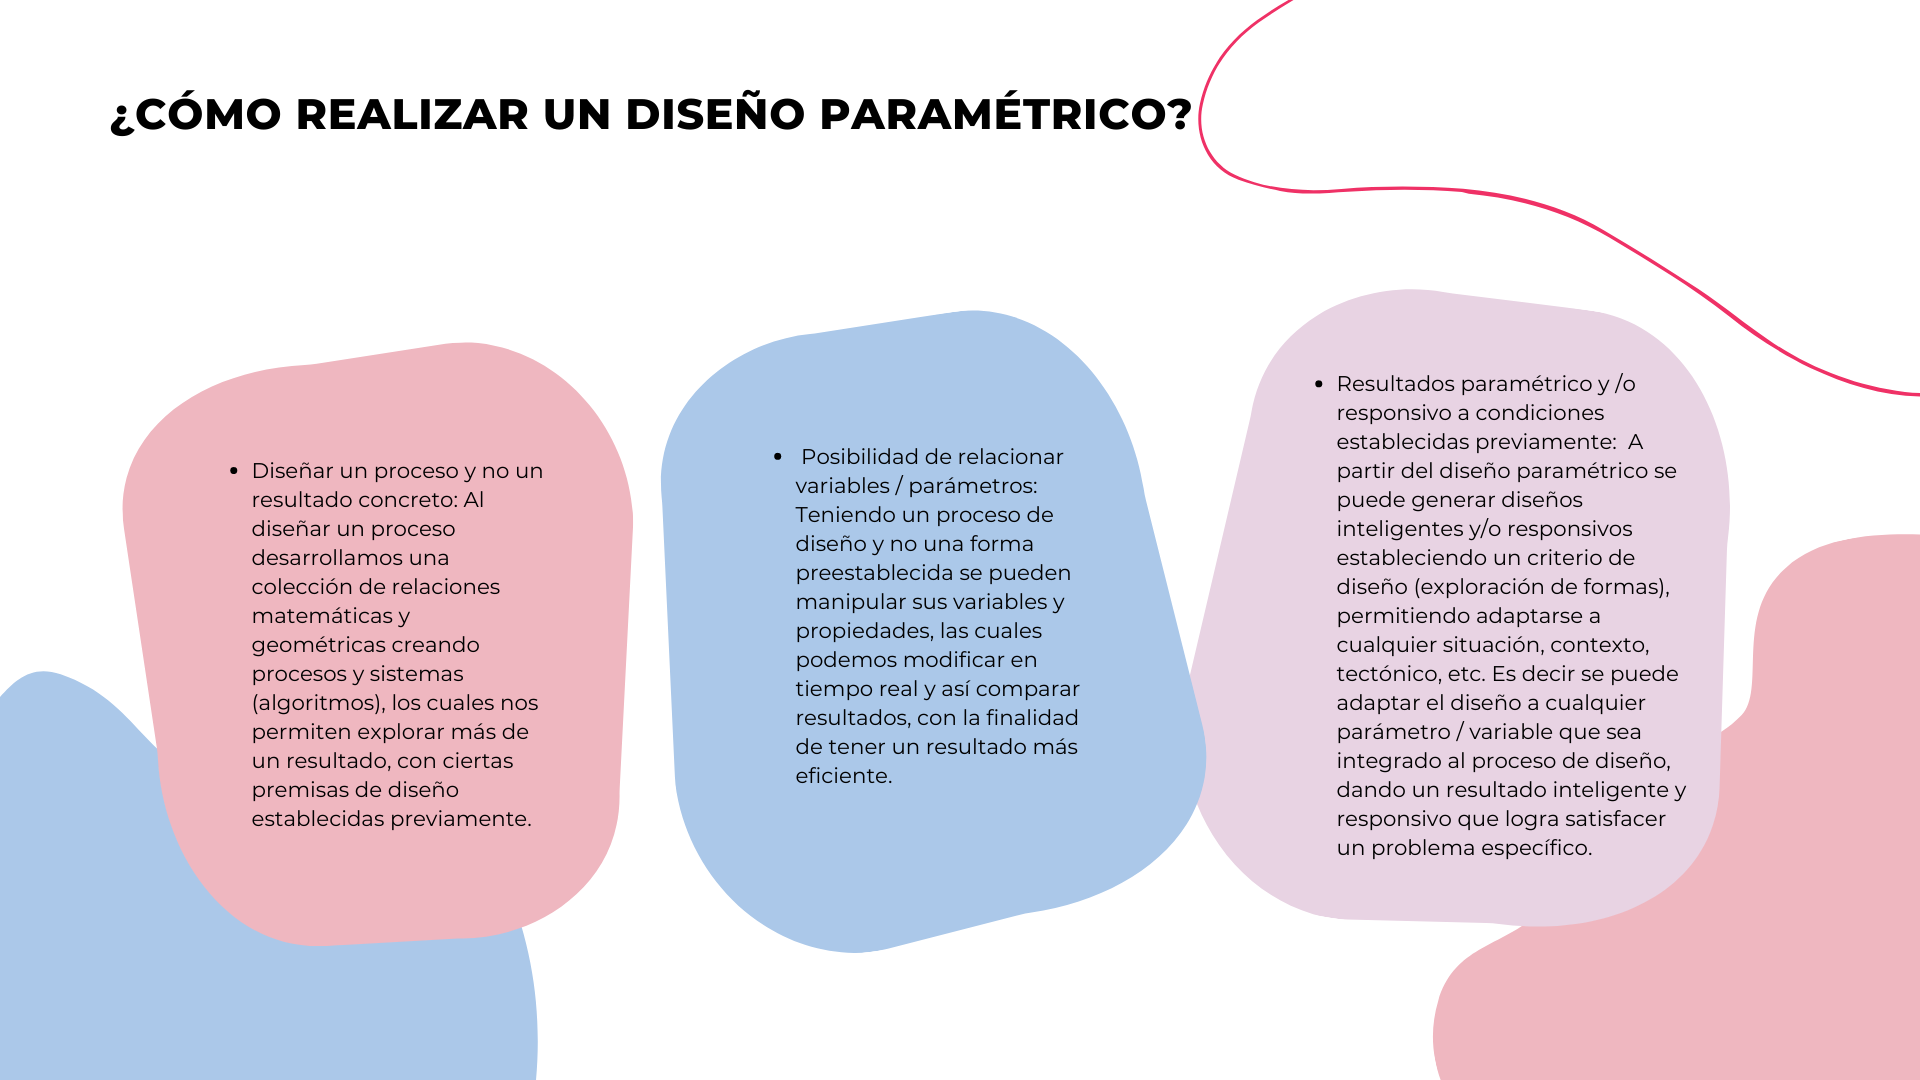 ¿CÓMO REALIZAR UN DISEÑO PARAMÉTRICO?
• Diseñar un proceso y no un
resultado concreto: Al
diseñar un proceso
desarrollamos una
colección de relaciones
matemáticas y
geométricas creando
procesos y sistemas
(algoritmos), los cuales nos
permiten explorar más de
un resultado, con ciertas
premisas de diseño
establecidas previamente.
• Posibilidad de relacionar
variables / parámetros:
Teniendo un proceso de
diseño y no una forma
preestablecida se pueden
manipular sus variables y
propiedades, las cuales
podemos modificar en
tiempo real y así comparar
resultados, con la finalidad
de tener un resultado más
eficiente.
• Resultados paramétrico y /o
responsivo a condiciones
establecidas previamente:  A
partir del diseño paramétrico se
puede generar diseños
inteligentes y/o responsivos
estableciendo un criterio de
diseño (exploración de formas),
permitiendo adaptarse a
cualquier situación, contexto,
tectónico, etc. Es decir se puede
adaptar el diseño a cualquier
parámetro / variable que sea
integrado al proceso de diseño,
dando un resultado inteligente y
responsivo que logra satisfacer
un problema específico.